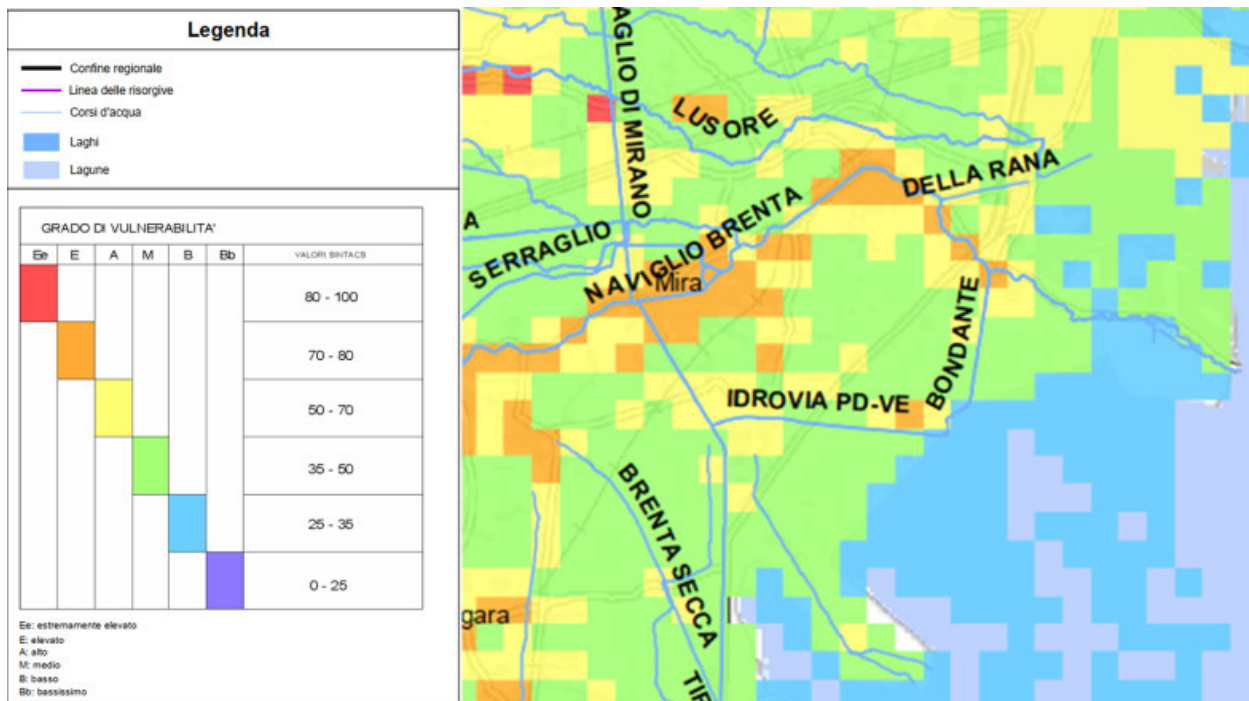 Legenda
Confine regionale
Linea delle risorgive
Corsi d'acqua
Laghi
Lagune
GRADO DI VULNERABILITA'
Ee E A M B Bb VALORI SINTACS
80 - 100
70 - 80
50 - 70
35 - 50
25 - 35
0 - 25
Ee: estremamente elevato
E: elevato
A: alto
M: medio
B: basso
Bb: bassissimo
AGLIO DI MIRANO
LUSORE
DELLA RANA
A
SERRAGLIO
NAVIGLIO BRENTA
Mira
BONDANTE
IDROVIA PD-VE
BRENTA SECCA
gara
TIF